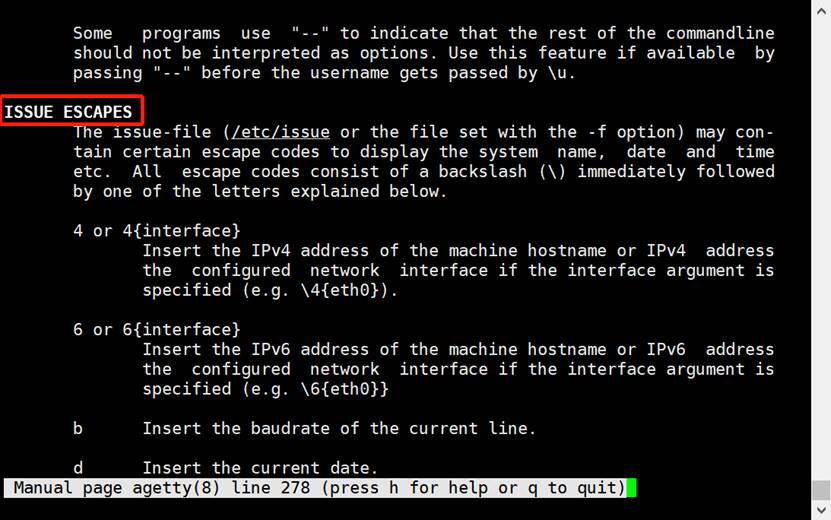 Some programs use "--" to indicate that the rest of the commandline
should not be interpreted as options. Use this feature if available by
passing "--" before the username gets passed by \u.
ISSUE ESCAPES
The issue-file (/etc/issue or the file set with the -f option) may con-
tain certain escape codes to display the system name, date and time
etc. All escape codes consist of a backslash (\) immediately followed
by one of the letters explained below.
4 or 4{interface}
Insert the IPv4 address of the machine hostname or IPv4 address
the configured network interface if the interface argument is
specified (e.g. \4{eth0}).
6 or 6{interface}
Insert the IPv6 address of the machine hostname or IPv6 address
the configured network interface if the interface argument is
specified (e.g. \6{eth0}}
b Insert the baudrate of the current line.
d Insert the current date.
Manual page agetty(8) line 278 (press h for help or q to quit)